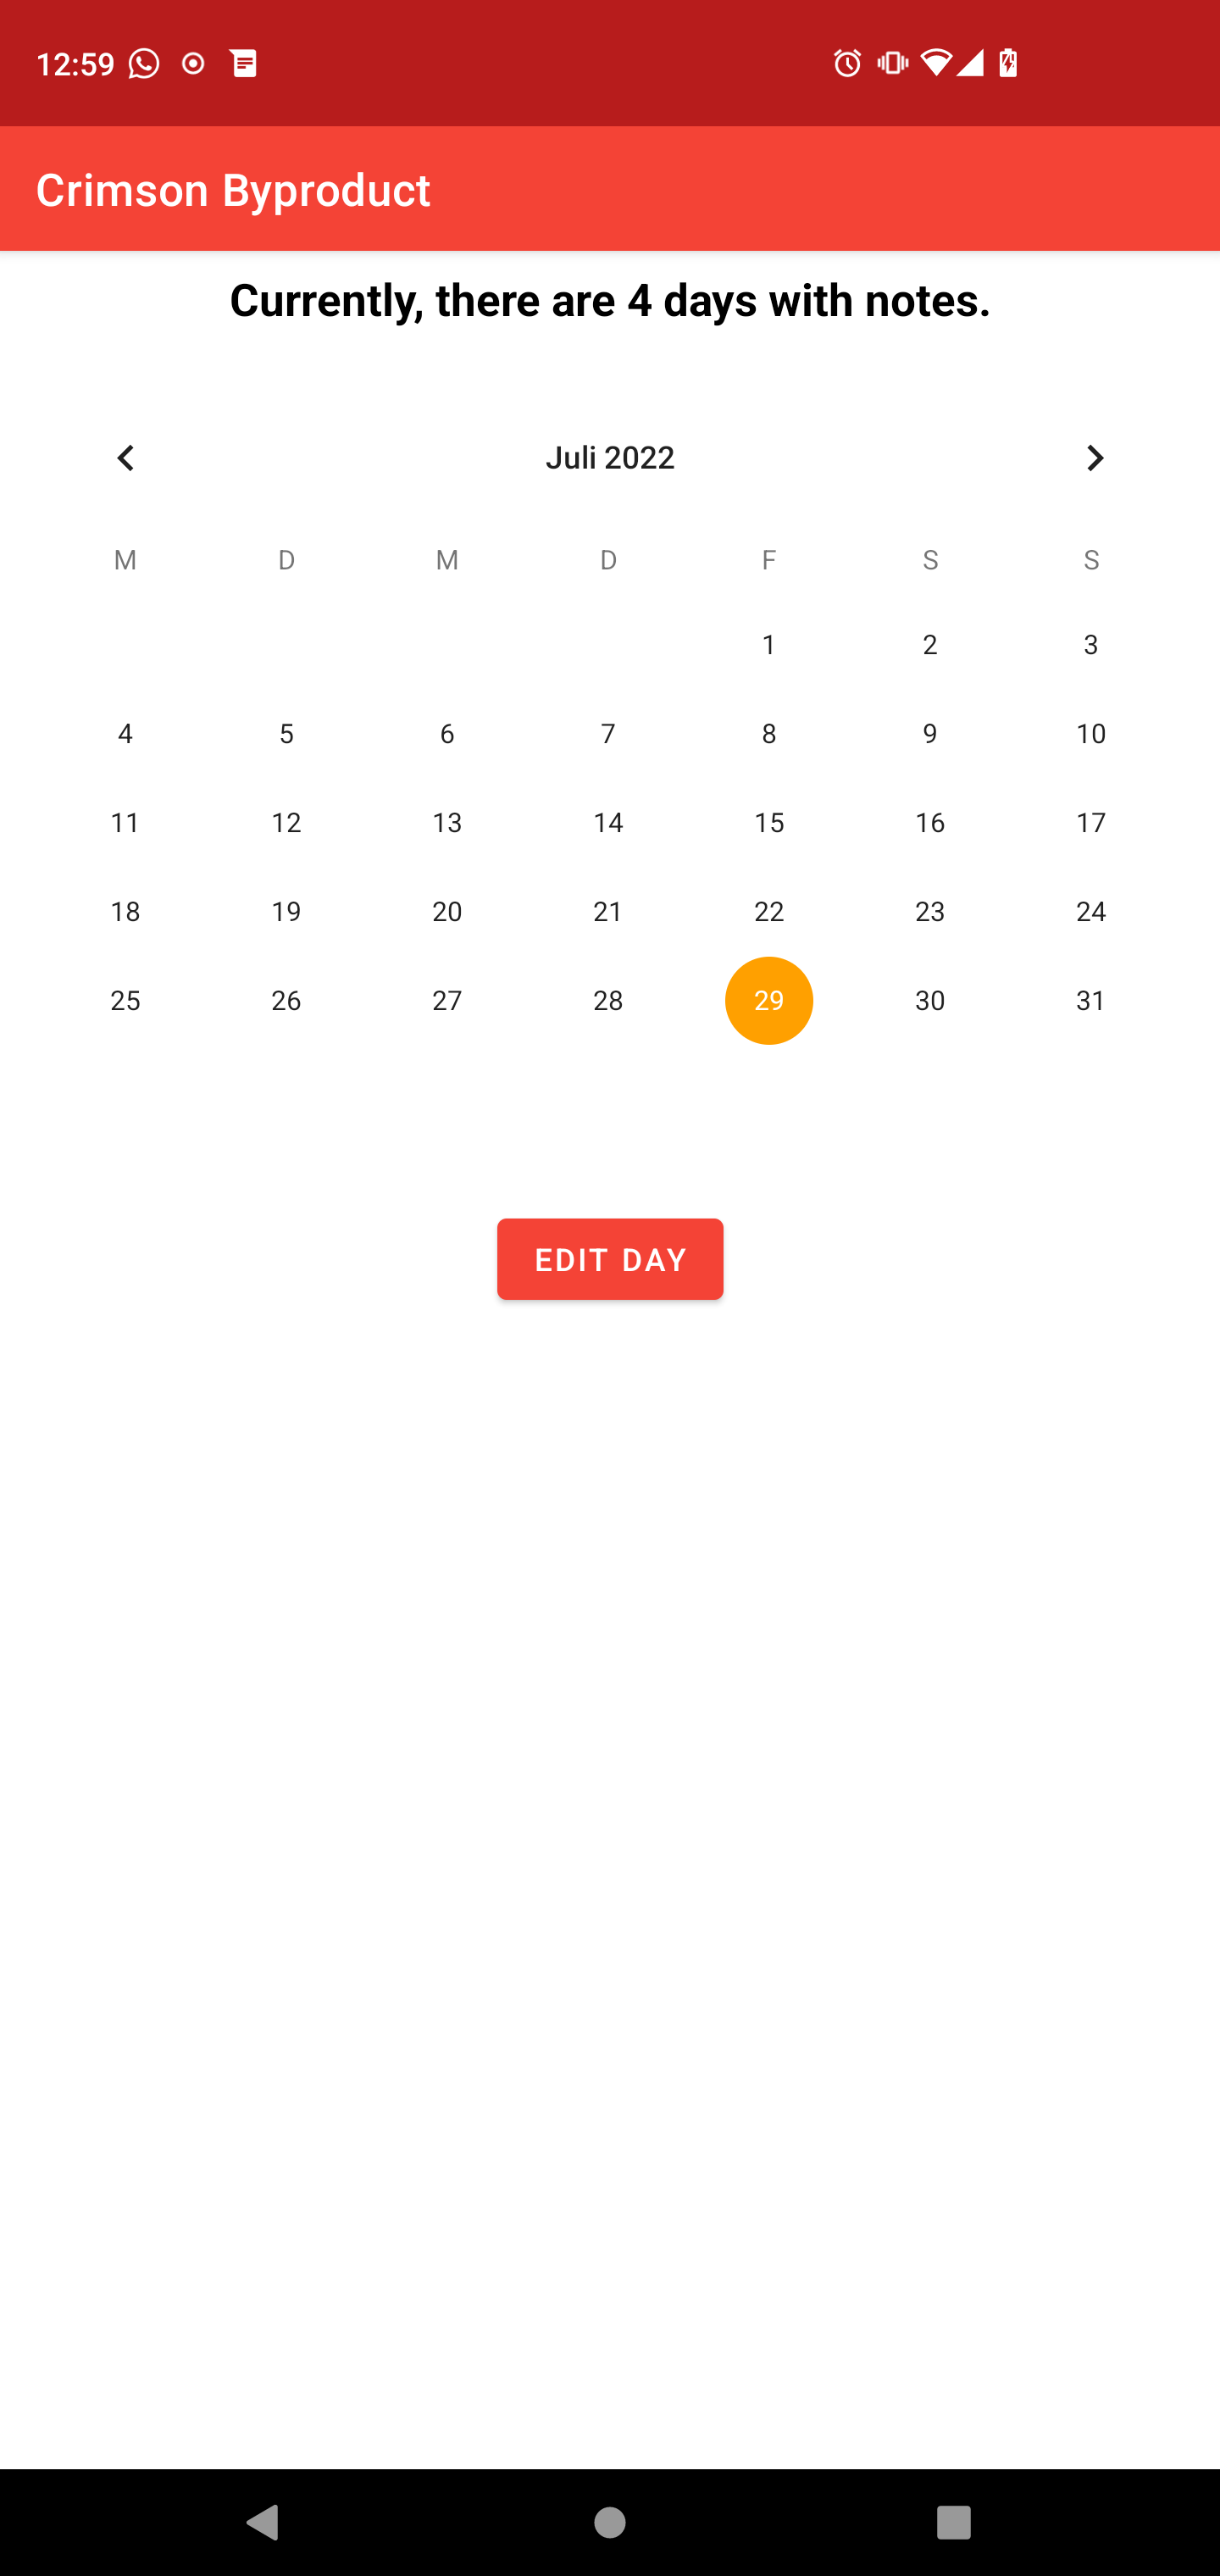 12:59
Crimson Byproduct
Currently, there are 4 days with notes.
Juli 2022
M D M D F S S
1 2 3
4 5 6 7 8 9 10
11 12 13 14 15 16 17
18 19 20 21 22 23 24
25 26 27 28 29 30 31
EDIT DAY